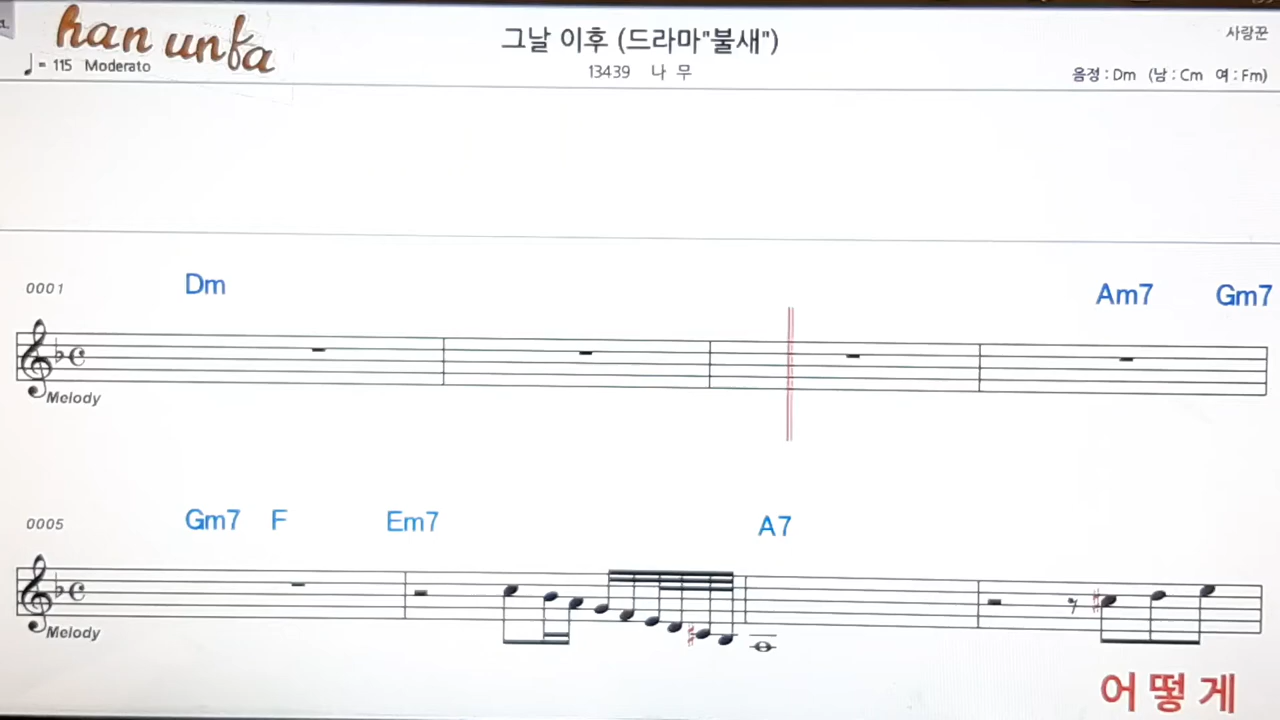 han unfa
그날 이후 (드라마"불새")
사랑꾼
♩ = 115 Moderato
13439 나 무
음정 : Dm (남 : Cm 여 : Fm)
0001 Dm Am7 Gm7
Melody
0005 Gm7 F Em7 A7
Melody
어 떻 게